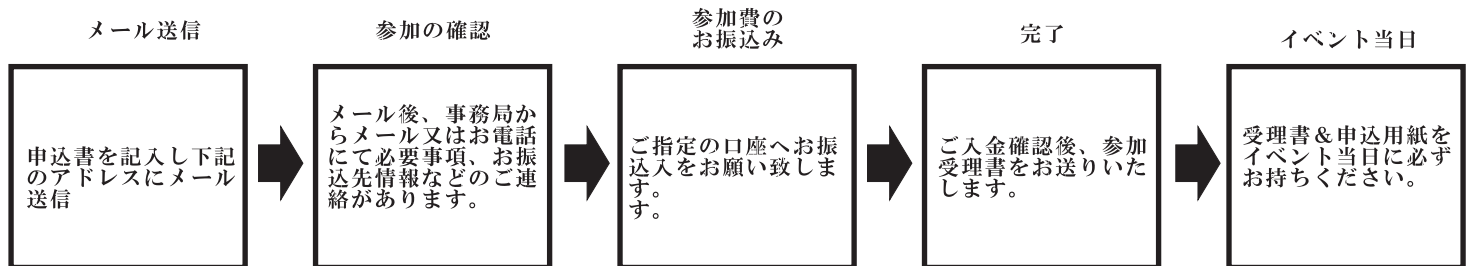 メール送信
申込書を記入し下記
のアドレスにメール
送信
参加の確認
メール後、事務局か
らメール又はお電話
にて必要事項、お振
込先情報などのご連
絡があります。
参加費の
お振込み
ご指定の口座へお振
込入をお願い致しま
す。
す。
完了
ご入金確認後、参加
受理書をお送りいた
します。
イベント当日
受理書＆申込用紙を
イベント当日に必ず
お持ちください。